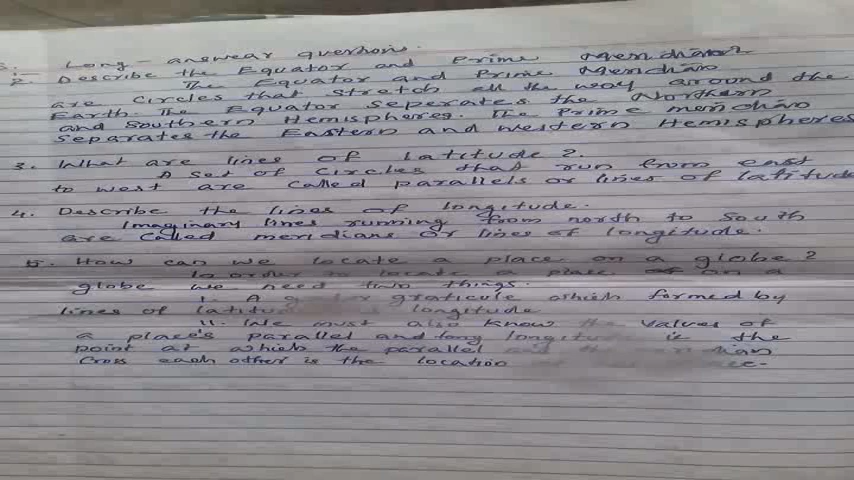 Long-answear questions.
2. Describe the Equator and Prime Meridian?
The Equator and Prime Meridian
are circles that stretch all the way around the
Earth. The Equator seperates the Northern
and Southern Hemispheres. The Prime meridian
separates the Eastern and Western Hemispheres
3. What are lines of latitude?
A set of circles that run from east
to west are called parallels or lines of latitude
4. Describe the lines of longitude.
Imaginary lines running from north to south
are called meridians or lines of longitude.
5. How can we locate a place on a globe?
In order to locate a place on a
globe we need two things.
I. A graticule which formed by
lines of latitude longitude
II. We must also know the values of
a place's parallel and longitude is the
point at which the parallel
cross each other is the location